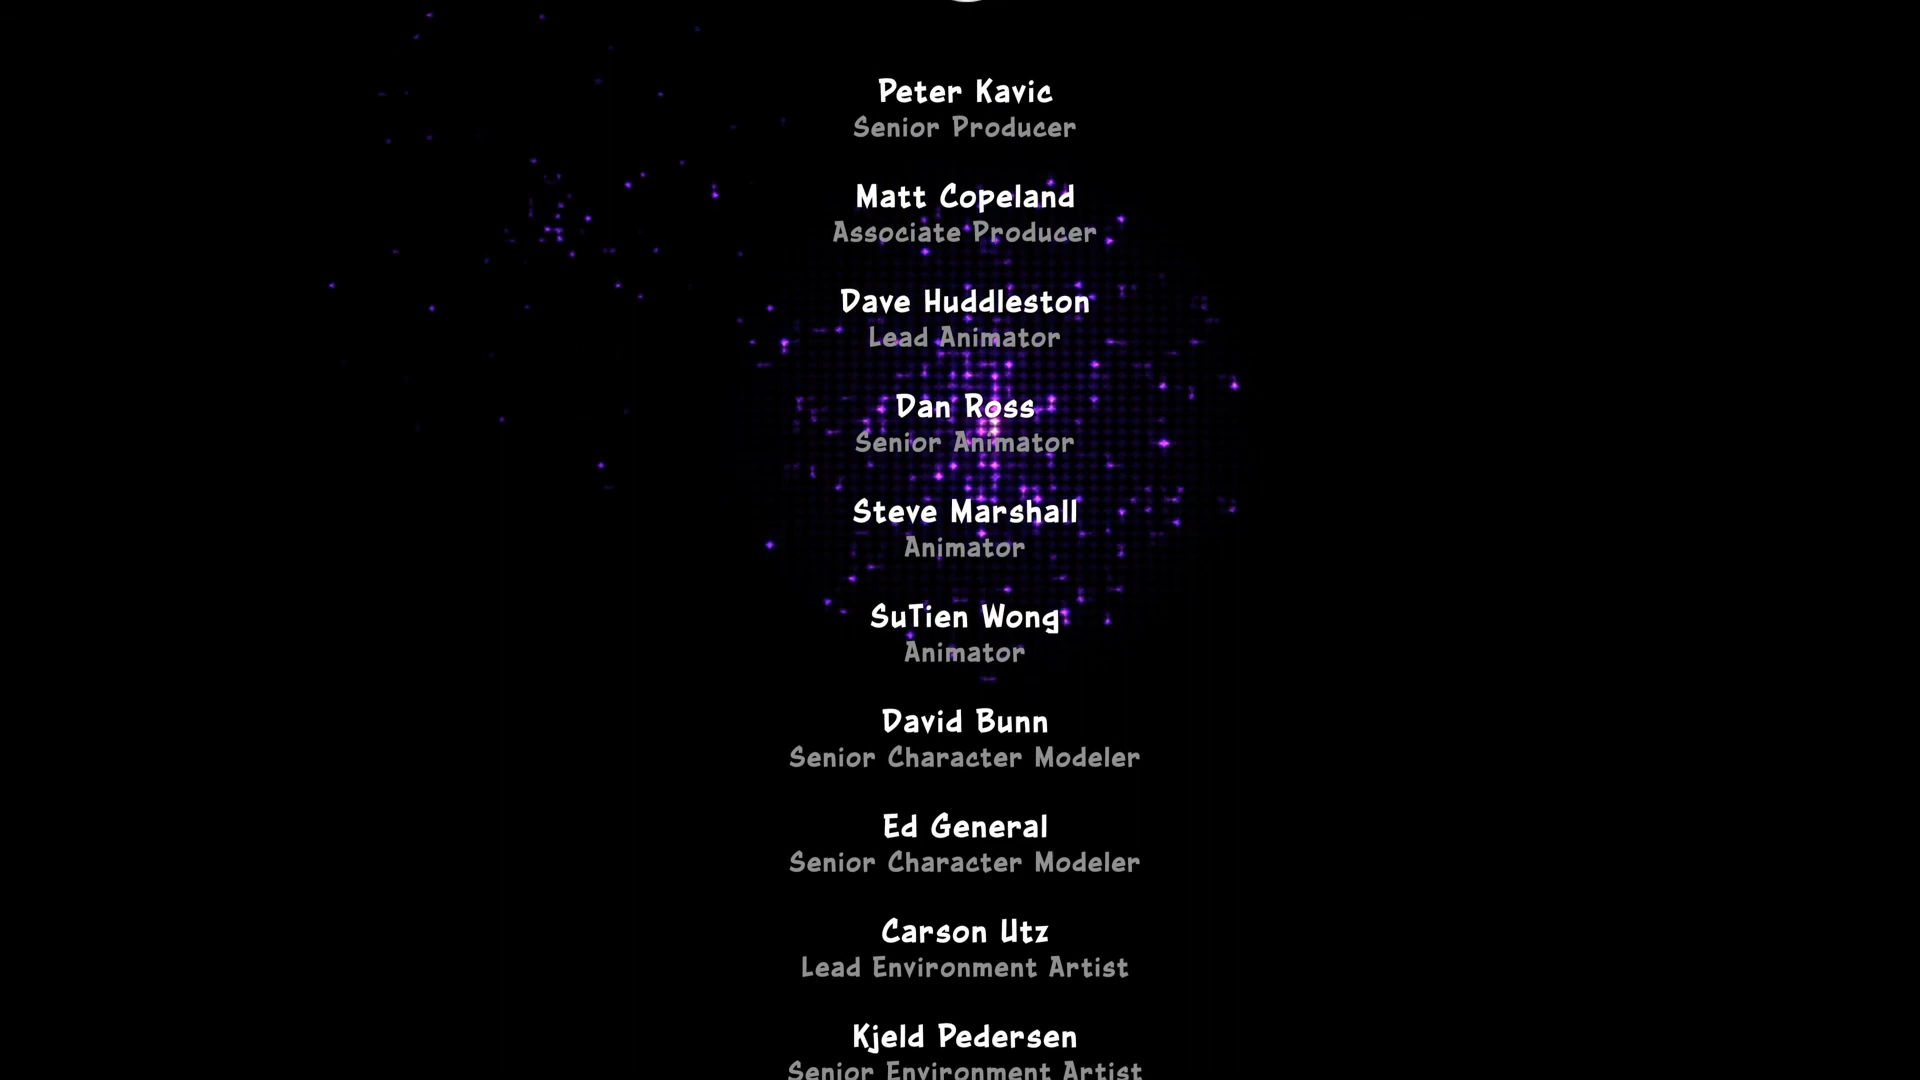 Peter Kavic
Senior Producer
Matt Copeland
Associate Producer
Dave Huddleston
Lead Animator
Dan Ross
Senior Animator
Steve Marshall
Animator
SuTien Wong
Animator
David Bunn
Senior Character Modeler
Ed General
Senior Character Modeler
Carson Utz
Lead Environment Artist
Kjeld Pedersen
Senior Environment Artist